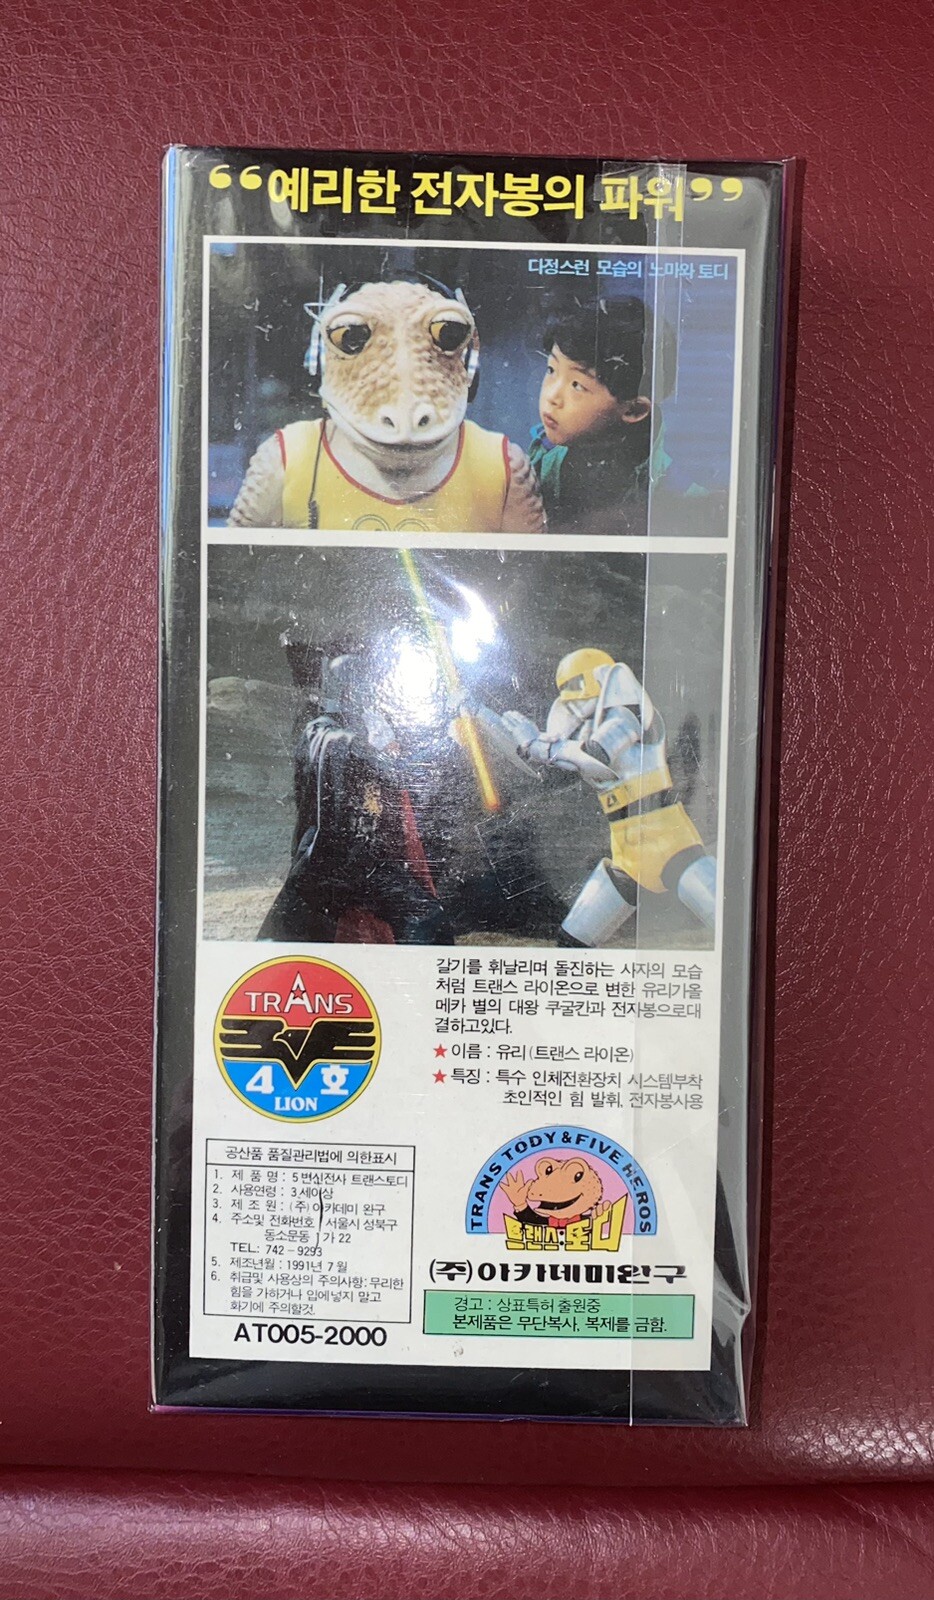 “예리한 전자봉의 파워”
다정스런 모습의 노마와 토디
갈기를 휘날리며 돌진하는 사자의 모습
처럼 트랜스 라이온으로 변한 유리가올
메카 별의 대왕 쿠굴칸과 전자봉으로대
결하고있다.
★이름 : 유리(트랜스 라이온)
★특징 : 특수 인체전환장치 시스템부착
초인적인 힘 발휘, 전자봉사용
TRANS
4호
LION
공산품 품질관리법에 의한표시
1. 제 품 명 : 5변신전사 트랜스토디
2. 사용연령 : 3세이상
3. 제 조 원 : (주)아카데미 완구
4. 주소및 전화번호 서울시 성북구
동소문동 1가 22
TEL: 742-9293
5. 제조년월 : 1991년 7월
6. 취급및 사용상의 주의사항: 무리한
힘을 가하거나 입에넣지 말고
화기에 주의할것.
AT005-2000
TRANS TODY & FIVE HEROS
트랜스:토디
(주)아카데미완구
경고 : 상표특허 출원중
본제품은 무단복사, 복제를 금함.